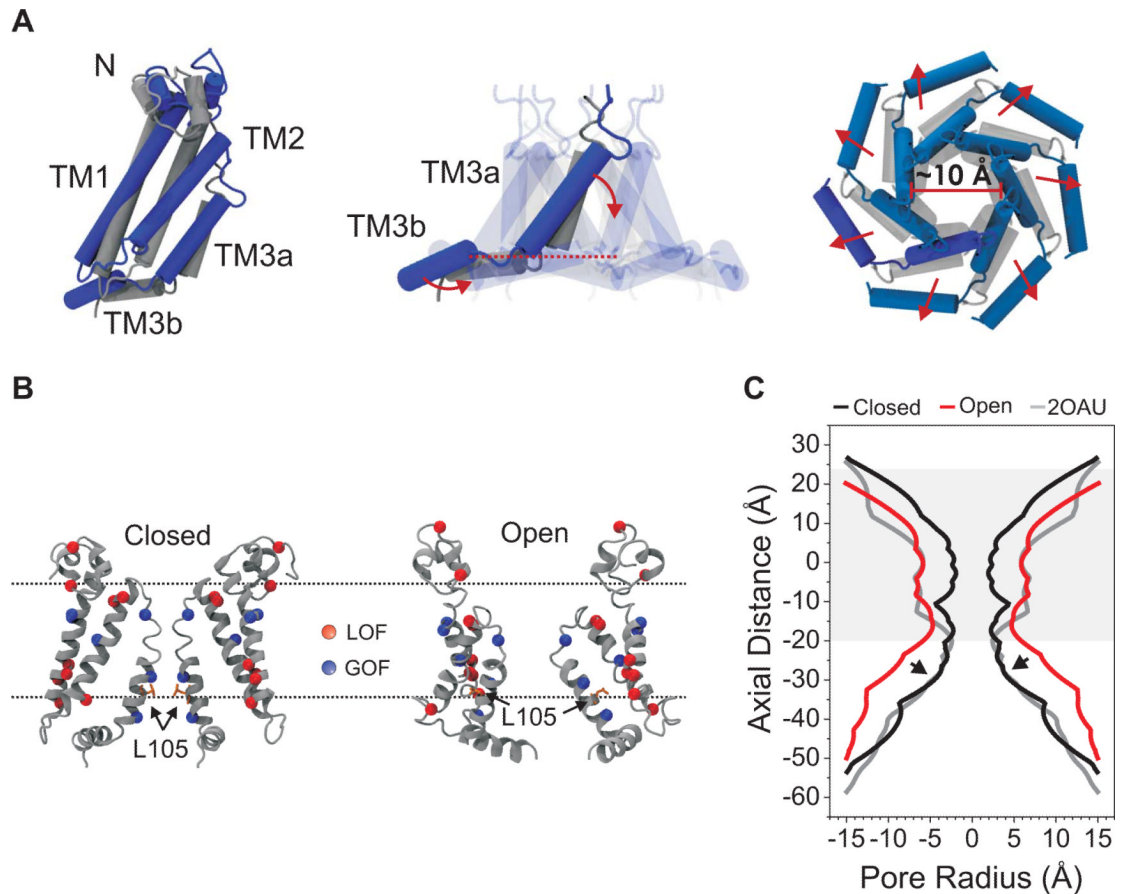 A
N
TM2
TM1
TM3a
TM3b
TM3a
TM3b
~10 Å
B
Closed
Open
LOF
GOF
L105
L105
C
Closed Open 2OAU
Axial Distance (Å)
30
20
10
0
-10
-20
-30
-40
-50
-60
-15 -10 -5 0 5 10 15
Pore Radius (Å)